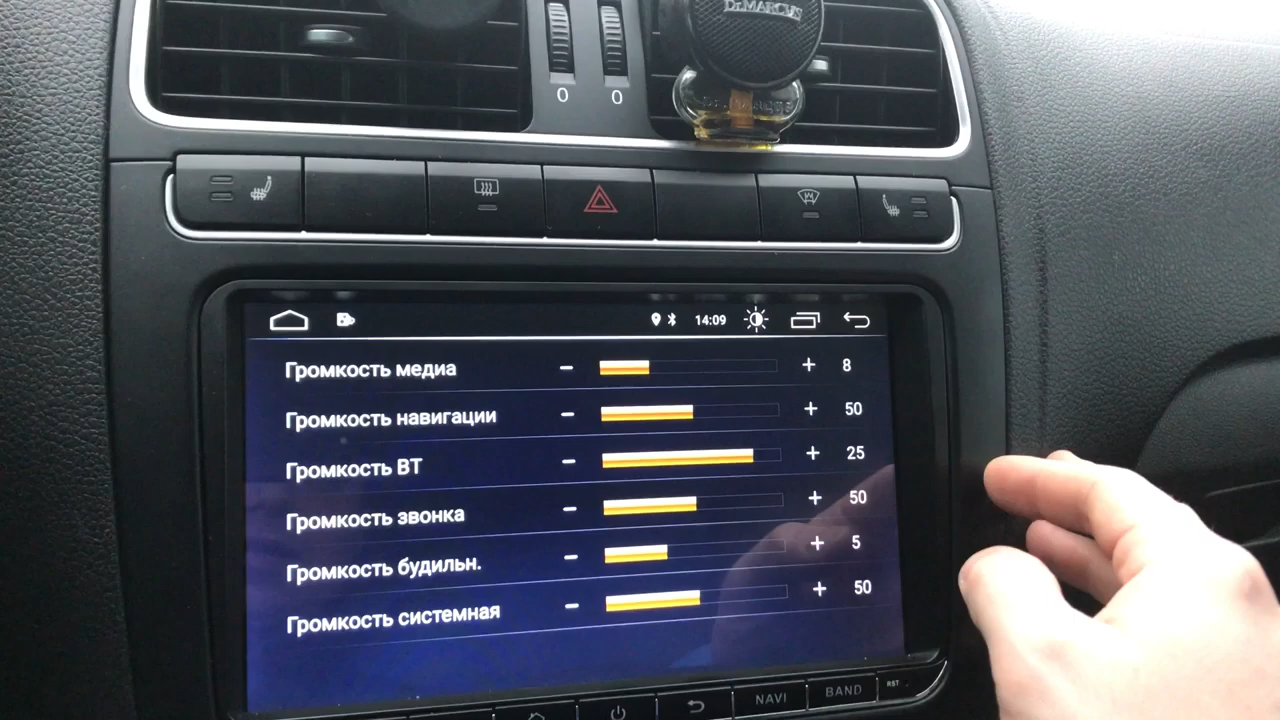 Dr.MARCUS
0
0
14:09
Громкость медиа - + 8
Громкость навигации - + 50
Громкость BT - + 25
Громкость звонка - + 50
Громкость будильн. - + 5
Громкость системная - + 50
NAVI
BAND
RST